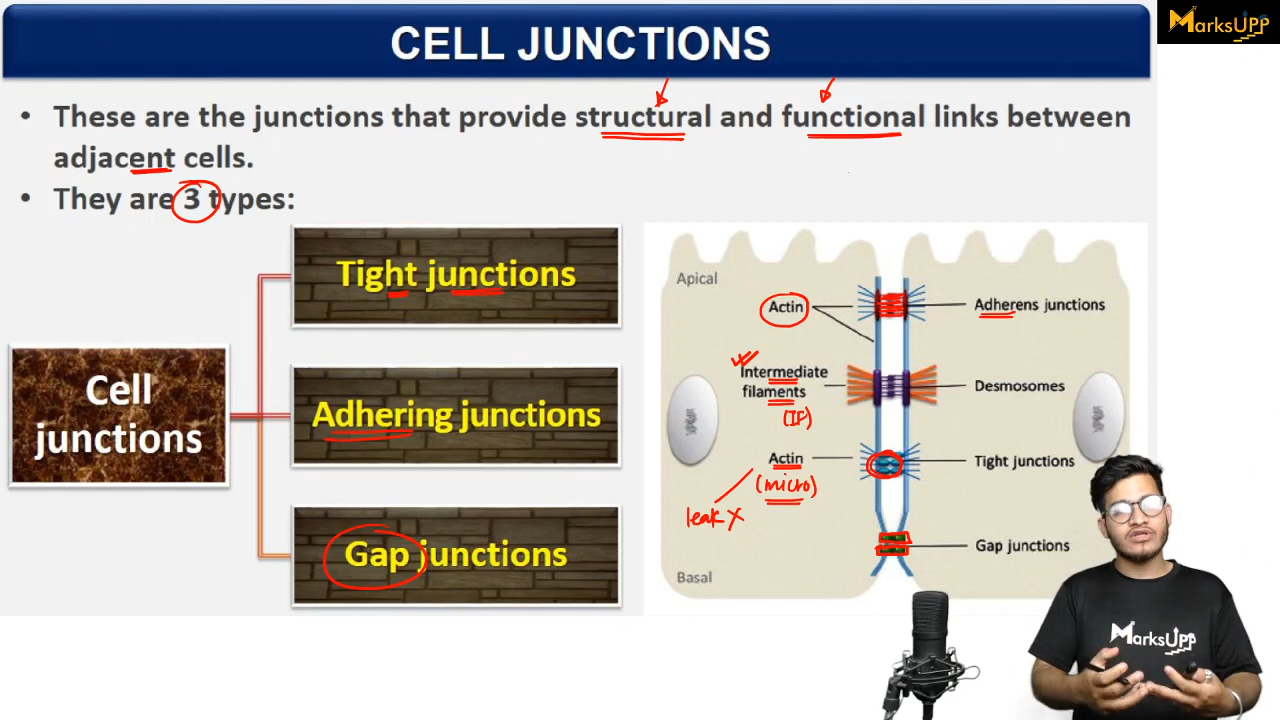 CELL JUNCTIONS
MarksUPP
• These are the junctions that provide structural and functional links between
adjacent cells.
• They are 3 types:
Cell
junctions
Tight junctions
Adhering junctions
Gap junctions
Apical
Actin
Adherens junctions
Intermediate
filaments
(IF)
Desmosomes
Actin
(micro)
leak X
Tight junctions
Gap junctions
Basal
MarksUPP